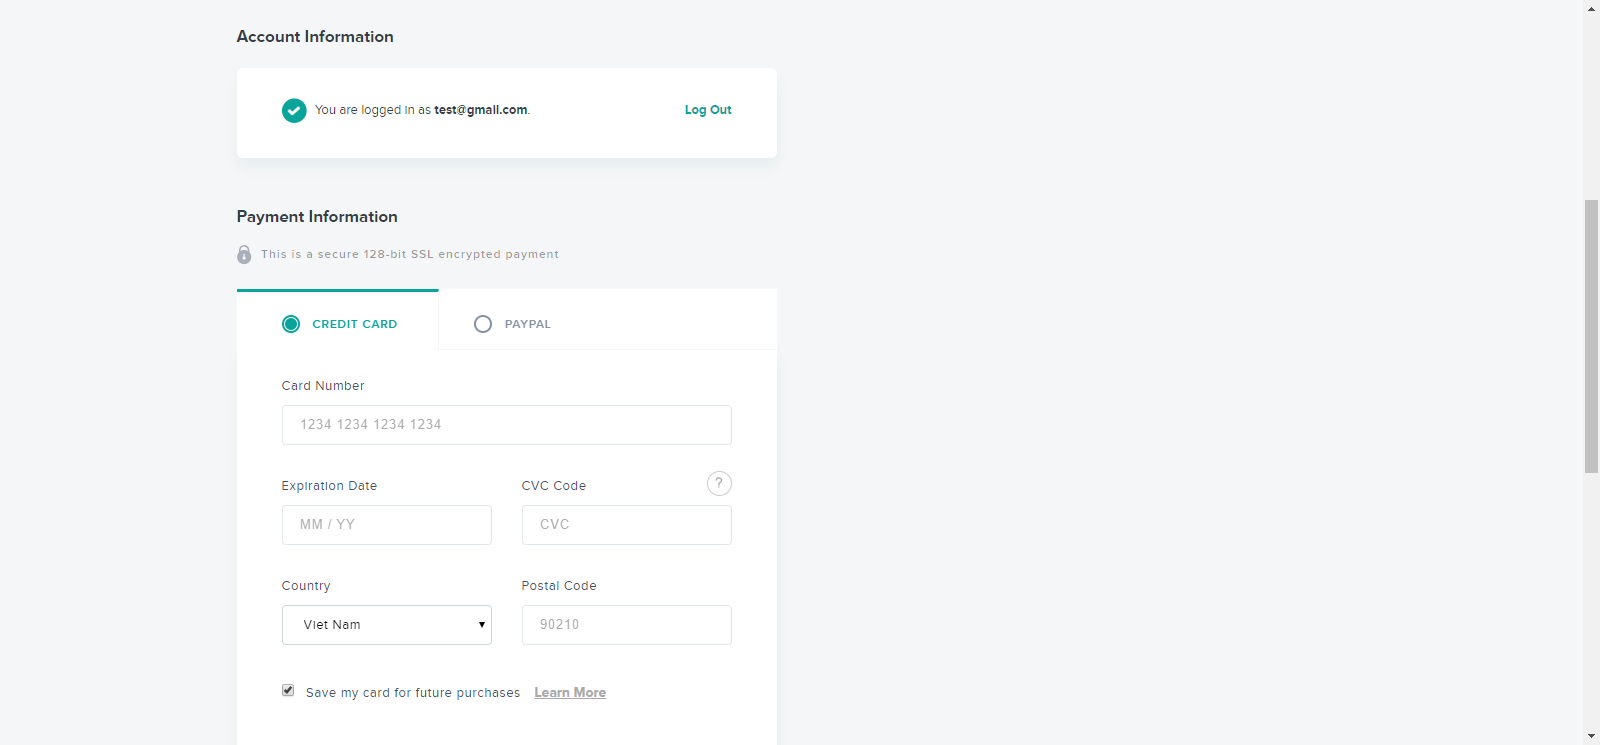 Account Information
You are logged in as test@gmail.com.
Log Out
Payment Information
This is a secure 128-bit SSL encrypted payment
CREDIT CARD
PAYPAL
Card Number
1234 1234 1234 1234
Expiration Date
CVC Code
?
MM / YY
CVC
Country
Postal Code
Viet Nam
90210
Save my card for future purchases
Learn More